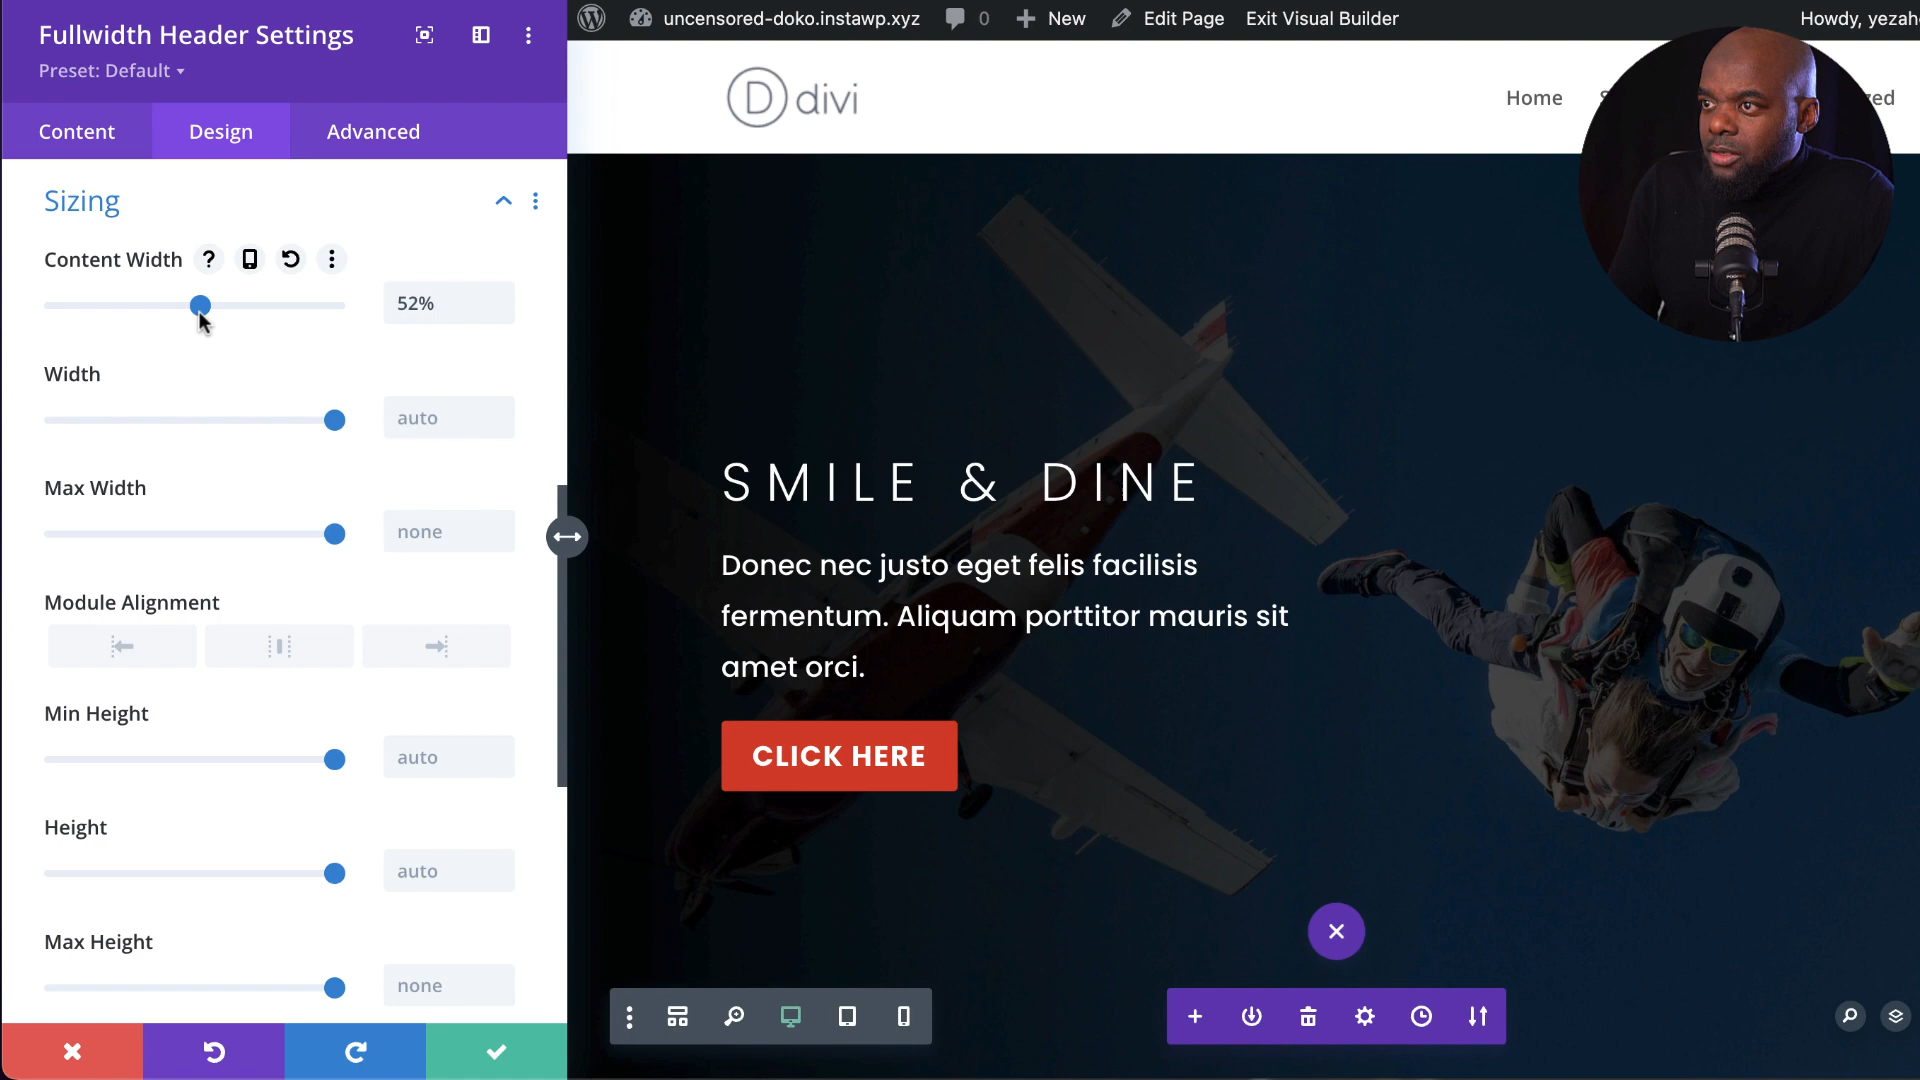 Fullwidth Header Settings
Preset: Default
Content
Design
Advanced
Sizing
Content Width ?
52%
Width
auto
Max Width
none
Module Alignment
Min Height
auto
Height
auto
Max Height
none
uncensored-doko.instawp.xyz
0
New
Edit Page
Exit Visual Builder
Howdy,
D divi
Home
SMILE & DINE
Donec nec justo eget felis facilisis
fermentum. Aliquam porttitor mauris sit
amet orci.
CLICK HERE